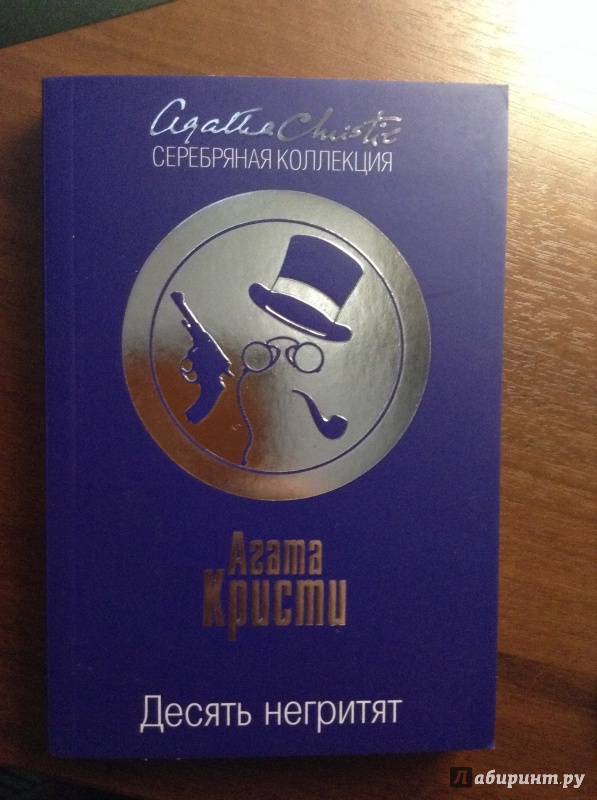 Agatha Christie
СЕРЕБРЯНАЯ КОЛЛЕКЦИЯ
Агата
Кристи
Десять негритят
Л лабиринт.ру